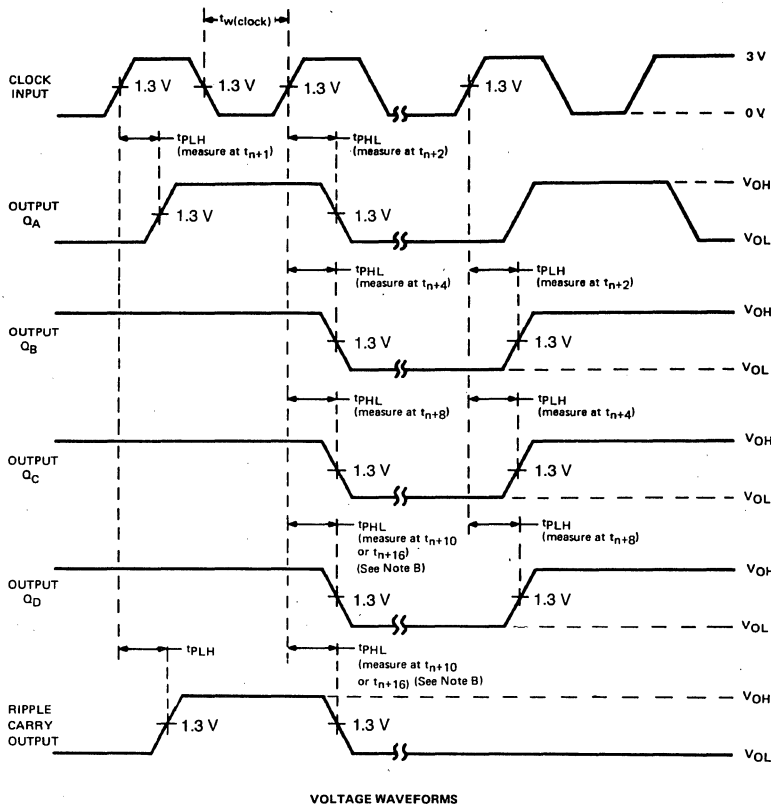 tw(clock)
3 V
CLOCK
INPUT
1.3 V
1.3 V
1.3 V
1.3 V
0 V
tPLH
(measure at tn+1)
tPHL
(measure at tn+2)
VOH
OUTPUT
QA
1.3 V
1.3 V
VOL
tPHL
(measure at tn+4)
tPLH
(measure at tn+2)
VOH
OUTPUT
QB
1.3 V
1.3 V
VOL
tPHL
(measure at tn+8)
tPLH
(measure at tn+4)
VOH
OUTPUT
QC
1.3 V
1.3 V
VOL
tPHL
(measure at tn+10
or tn+16)
(See Note B)
tPLH
(measure at tn+8)
VOH
OUTPUT
QD
1.3 V
1.3 V
VOL
tPLH
tPHL
(measure at tn+10
or tn+16) (See Note B)
VOH
RIPPLE
CARRY
OUTPUT
1.3 V
1.3 V
VOL
VOLTAGE WAVEFORMS